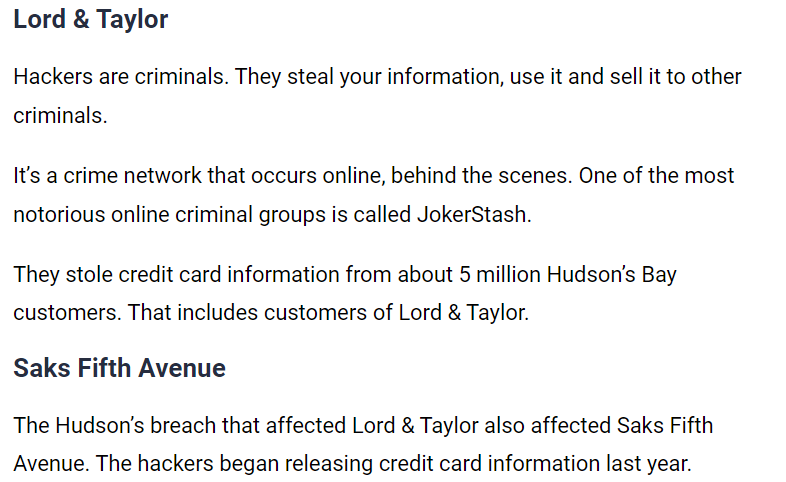 Lord & Taylor
Hackers are criminals. They steal your information, use it and sell it to other
criminals.
It’s a crime network that occurs online, behind the scenes. One of the most
notorious online criminal groups is called JokerStash.
They stole credit card information from about 5 million Hudson’s Bay
customers. That includes customers of Lord & Taylor.
Saks Fifth Avenue
The Hudson’s breach that affected Lord & Taylor also affected Saks Fifth
Avenue. The hackers began releasing credit card information last year.